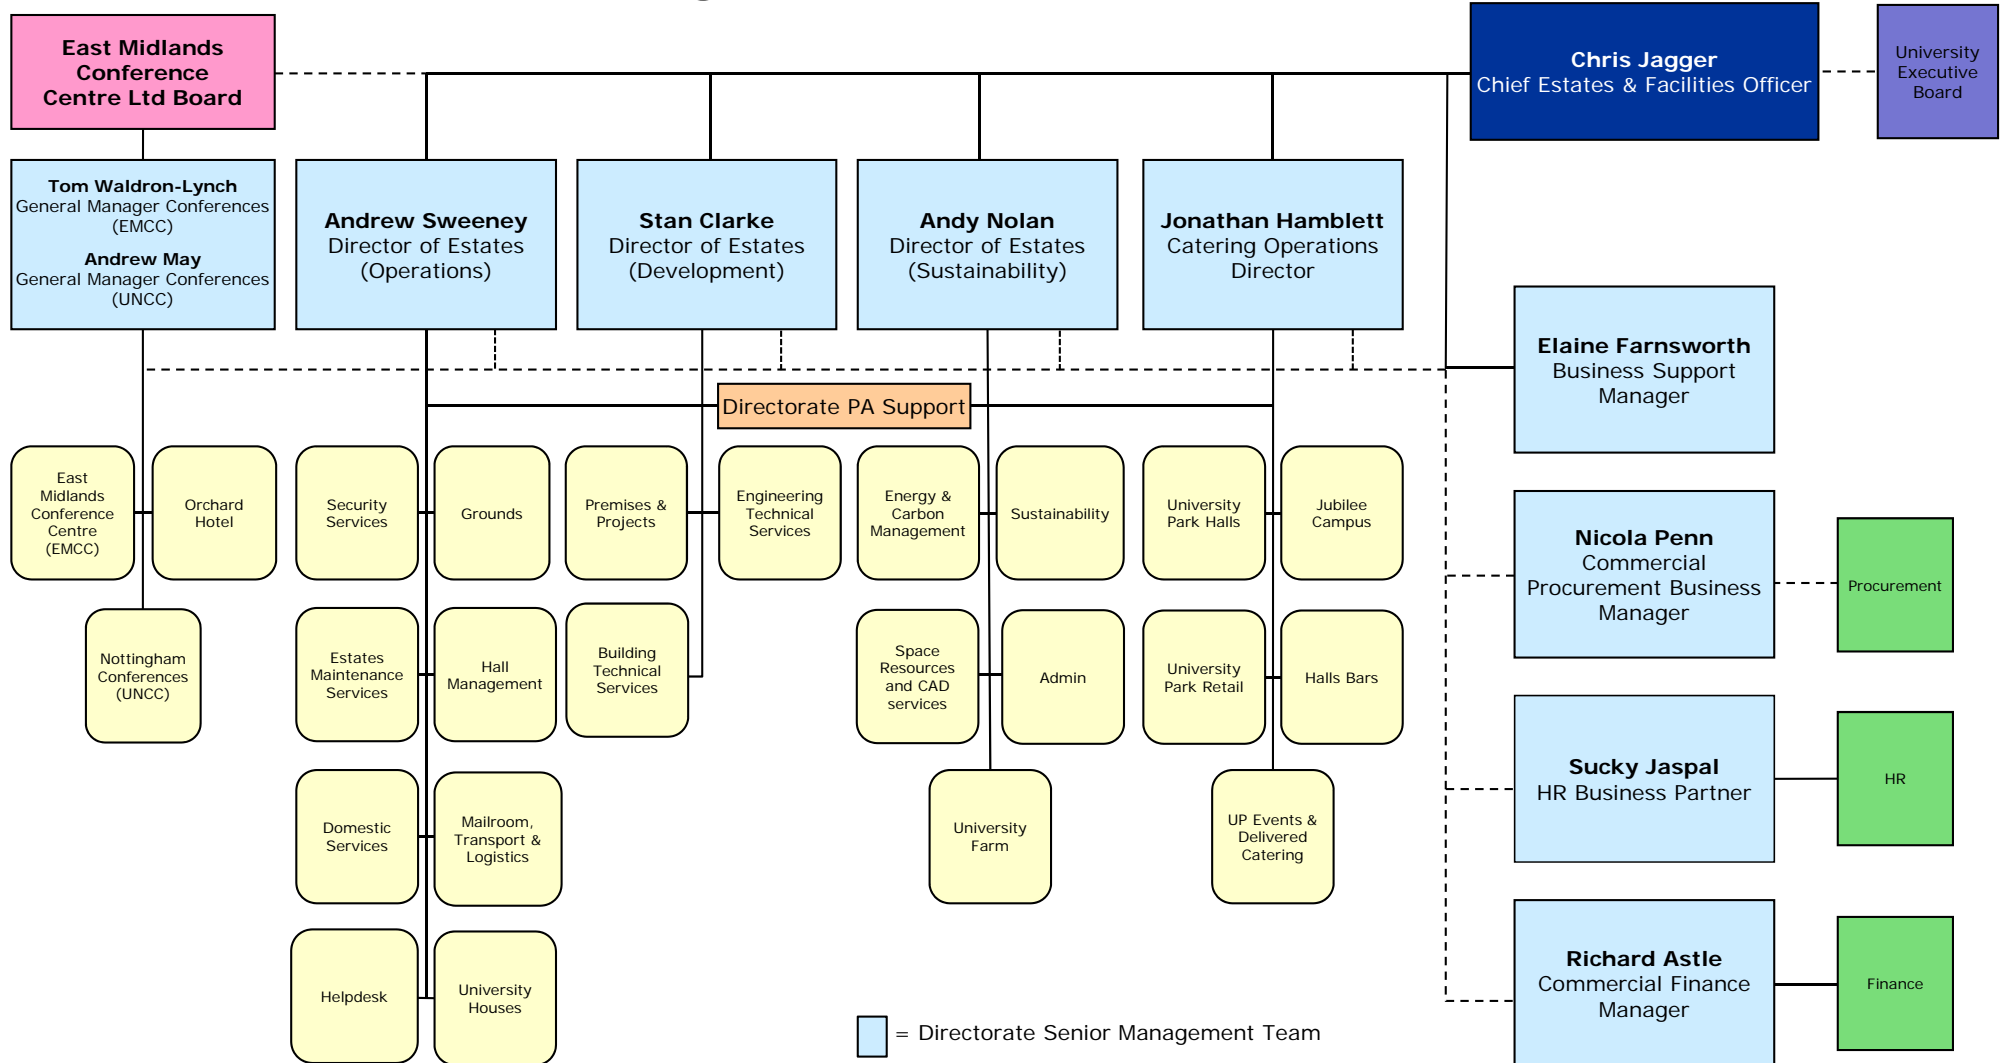 East Midlands
Conference
Centre Ltd Board
Chris Jagger
Chief Estates & Facilities Officer
University
Executive
Board
Tom Waldron-Lynch
General Manager Conferences
(EMCC)
Andrew May
General Manager Conferences
(UNCC)
Andrew Sweeney
Director of Estates
(Operations)
Stan Clarke
Director of Estates
(Development)
Andy Nolan
Director of Estates
(Sustainability)
Jonathan Hamblett
Catering Operations
Director
Elaine Farnsworth
Business Support
Manager
Directorate PA Support
East
Midlands
Conference
Centre
(EMCC)
Orchard
Hotel
Security
Services
Grounds
Premises &
Projects
Engineering
Technical
Services
Energy &
Carbon
Management
Sustainability
University
Park Halls
Jubilee
Campus
Nicola Penn
Commercial
Procurement Business
Manager
Procurement
Nottingham
Conferences
(UNCC)
Estates
Maintenance
Services
Hall
Management
Building
Technical
Services
Space
Resources
and CAD
services
Admin
University
Park Retail
Halls Bars
Sucky Jaspal
HR Business Partner
HR
Domestic
Services
Mailroom,
Transport &
Logistics
University
Farm
UP Events &
Delivered
Catering
Helpdesk
University
Houses
Richard Astle
Commercial Finance
Manager
Finance
= Directorate Senior Management Team